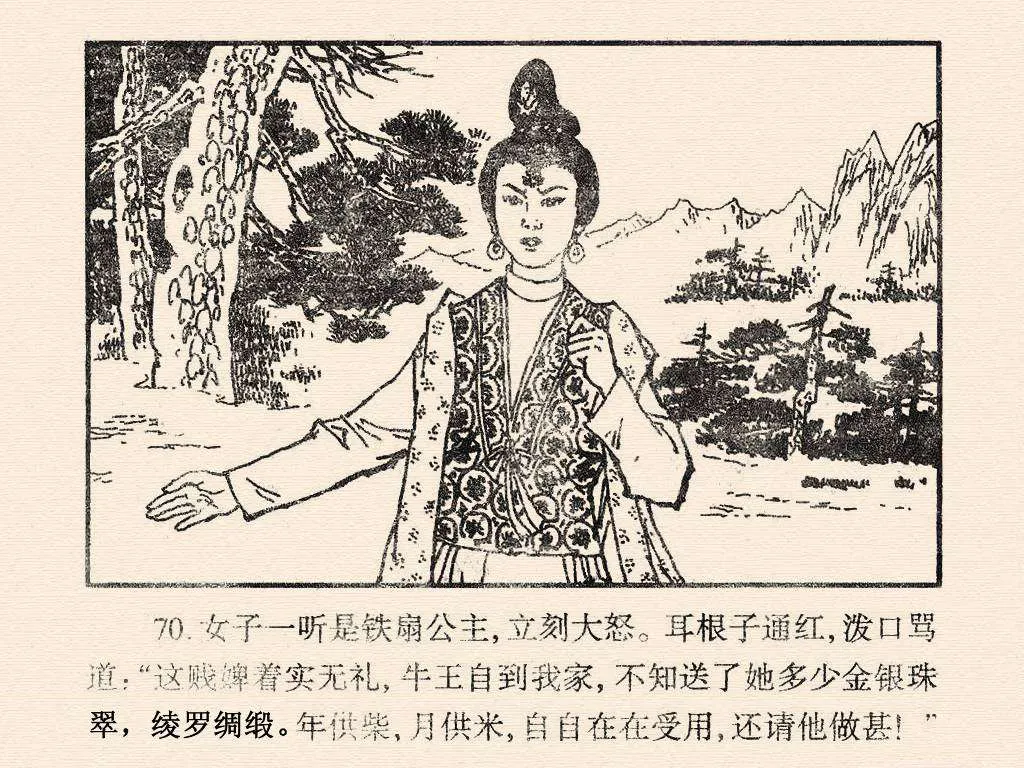 70. 女子一听是铁扇公主,立刻大怒。耳根子通红,泼口骂
道:“这贱婢着实无礼,牛王自到我家,不知送了她多少金银珠
翠，绫罗绸缎。年供柴,月供米,自自在在受用,还请他做甚!”